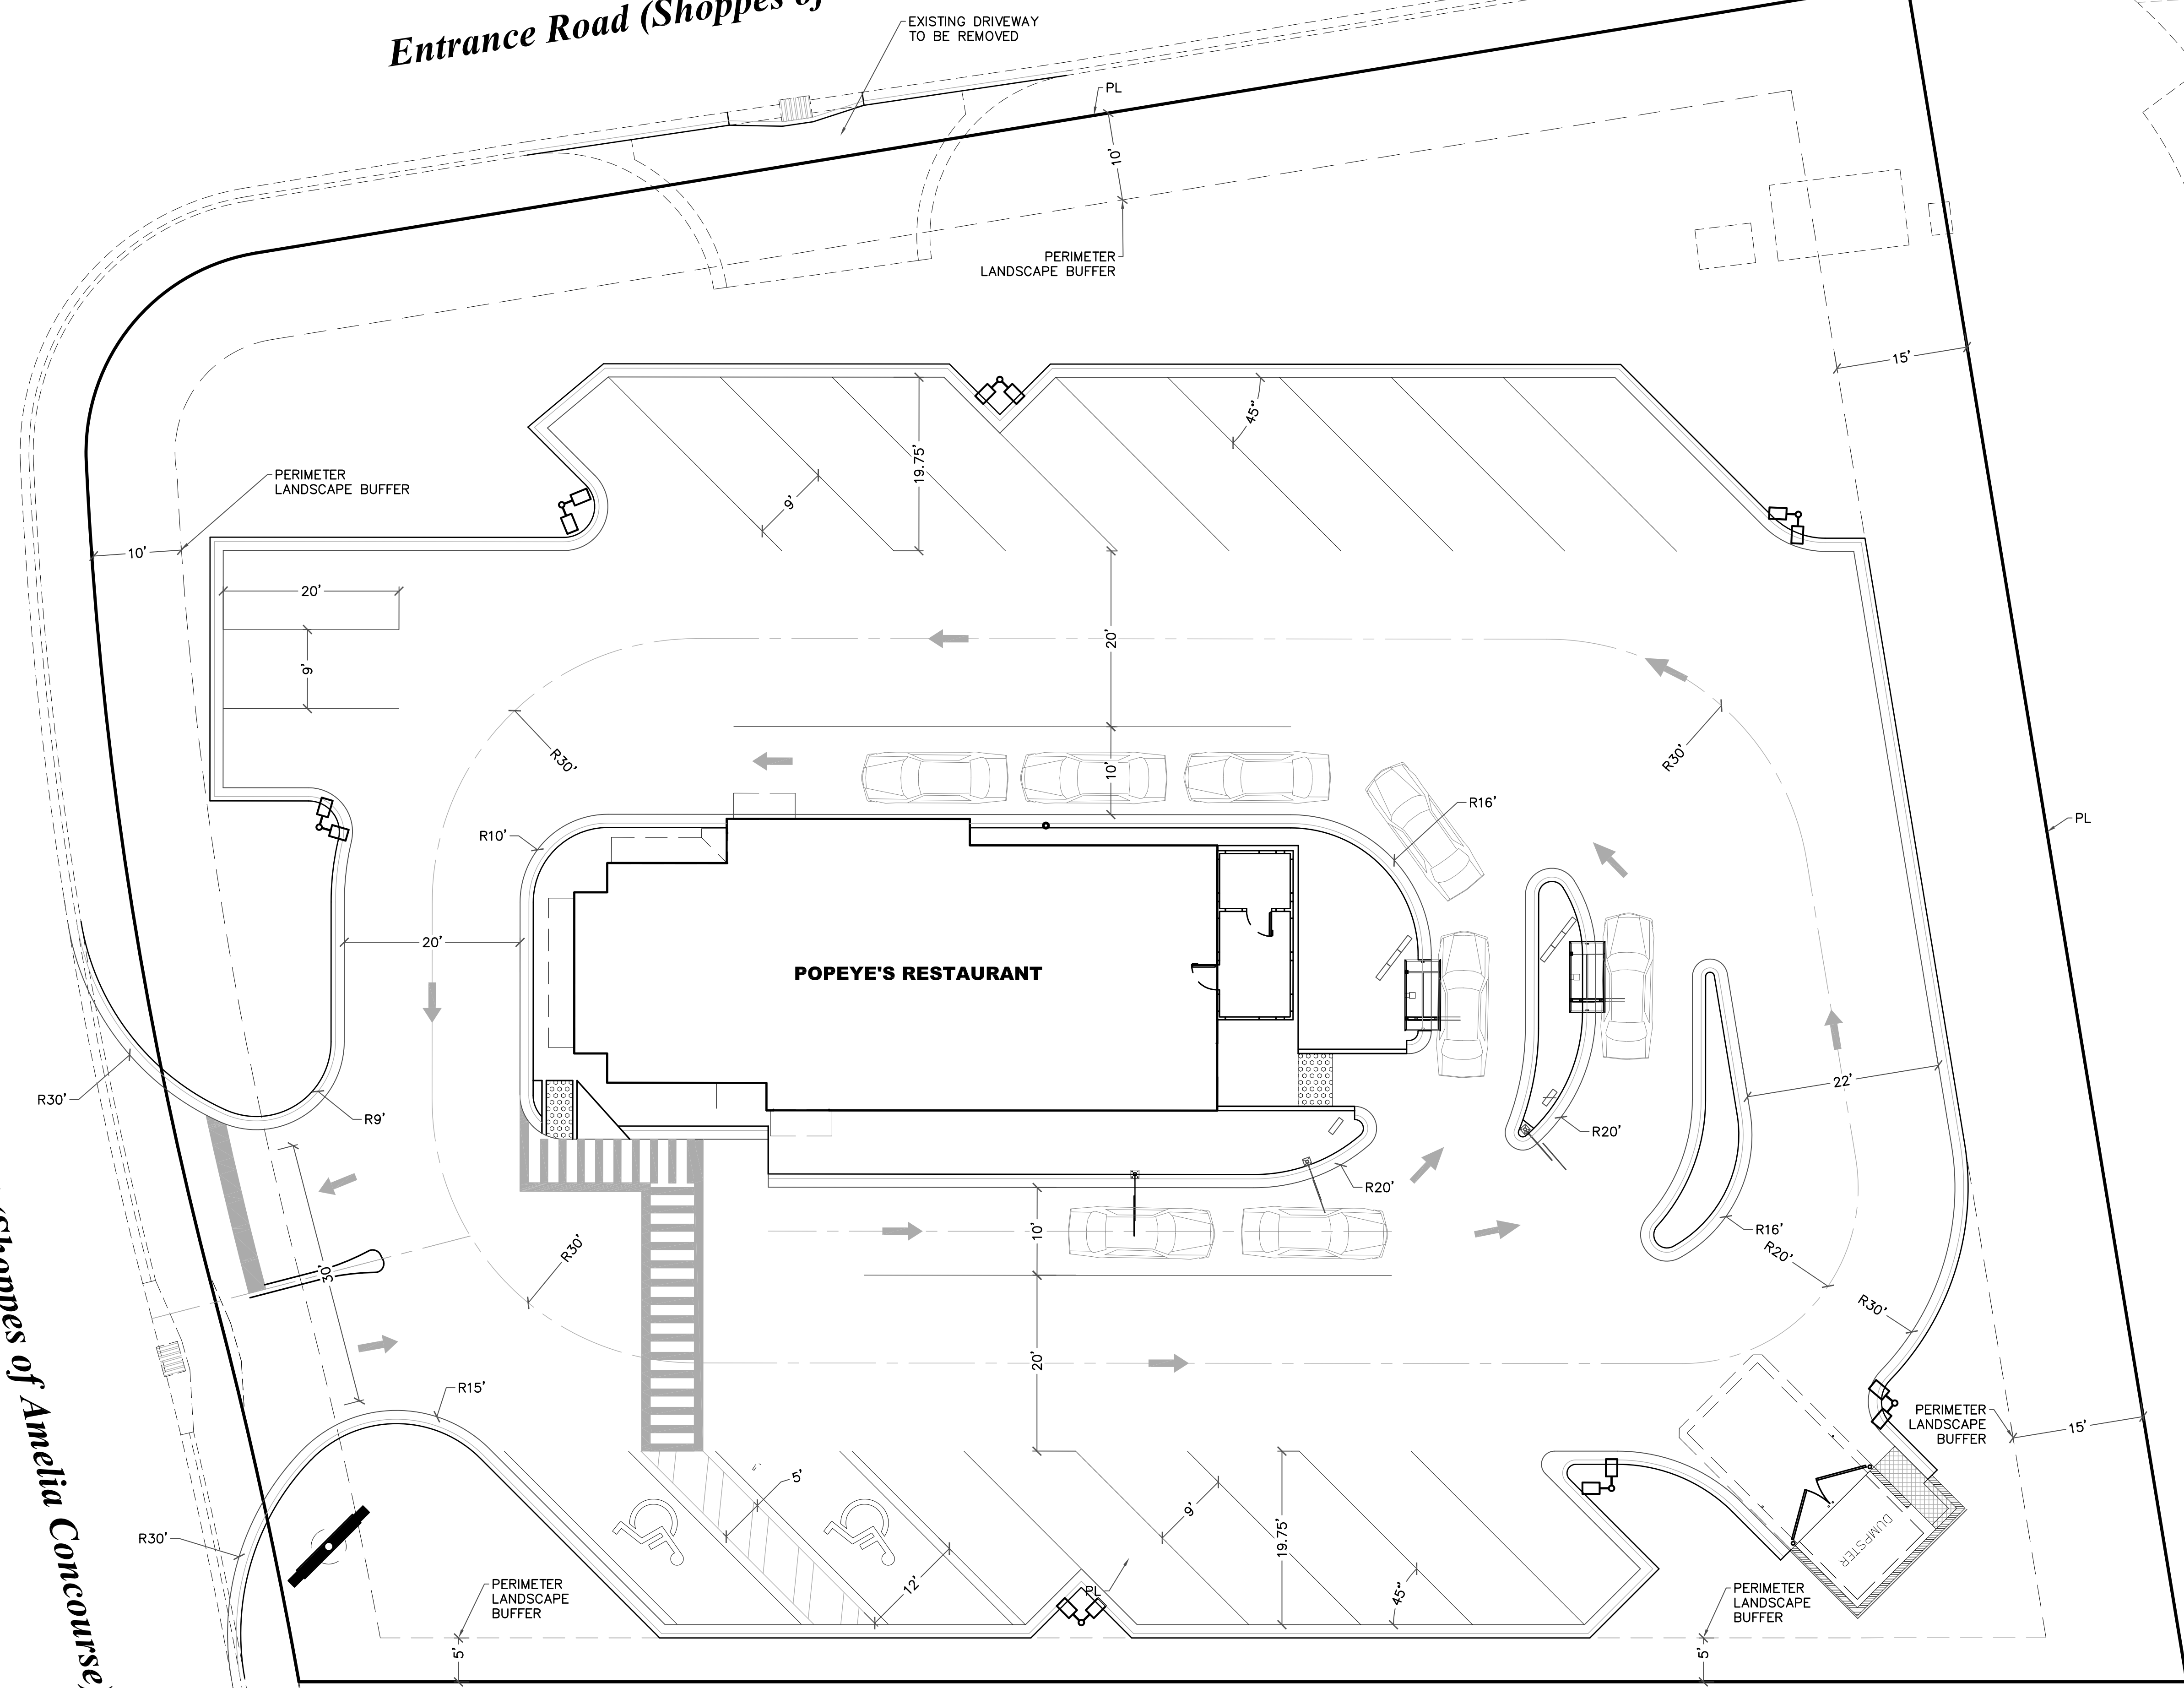 Entrance Road (Shoppes of
EXISTING DRIVEWAY
TO BE REMOVED
PL
10'
PERIMETER
LANDSCAPE BUFFER
15'
PERIMETER
LANDSCAPE BUFFER
10'
45°
19.75'
9'
20'
9'
20'
R30'
R30'
10'
R16'
R10'
PL
20'
POPEYE'S RESTAURANT
22'
R30'
R9'
R20'
R20'
R16'
R20'
R30'
10'
R30'
30'
20'
R15'
PERIMETER
LANDSCAPE
BUFFER
15'
5'
9'
19.75'
45°
12'
DUMPSTER
R30'
PL
PERIMETER
LANDSCAPE
BUFFER
PERIMETER
LANDSCAPE
BUFFER
5'
5'
(Shoppes of Amelia Concourse)